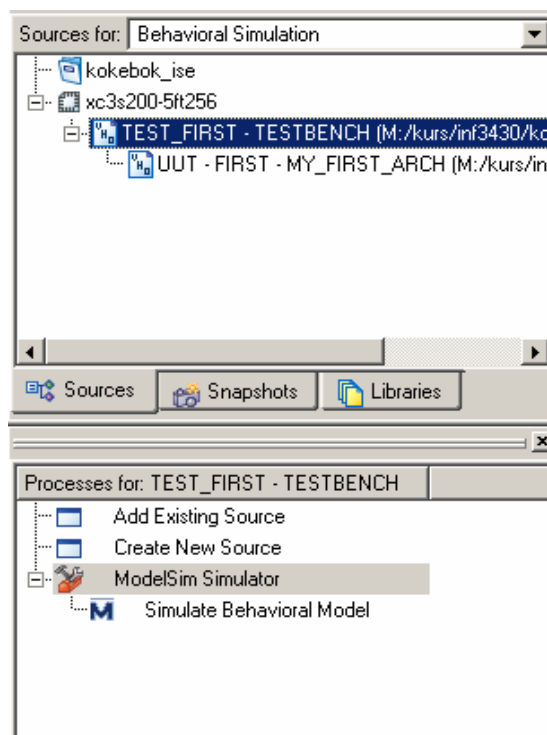 Sources for: Behavioral Simulation
kokebok_ise
xc3s200-5ft256
TEST_FIRST - TESTBENCH (M:/kurs/inf3430/ko
UUT - FIRST - MY_FIRST_ARCH (M:/kurs/in
Sources Snapshots Libraries
Processes for: TEST_FIRST - TESTBENCH
Add Existing Source
Create New Source
ModelSim Simulator
Simulate Behavioral Model